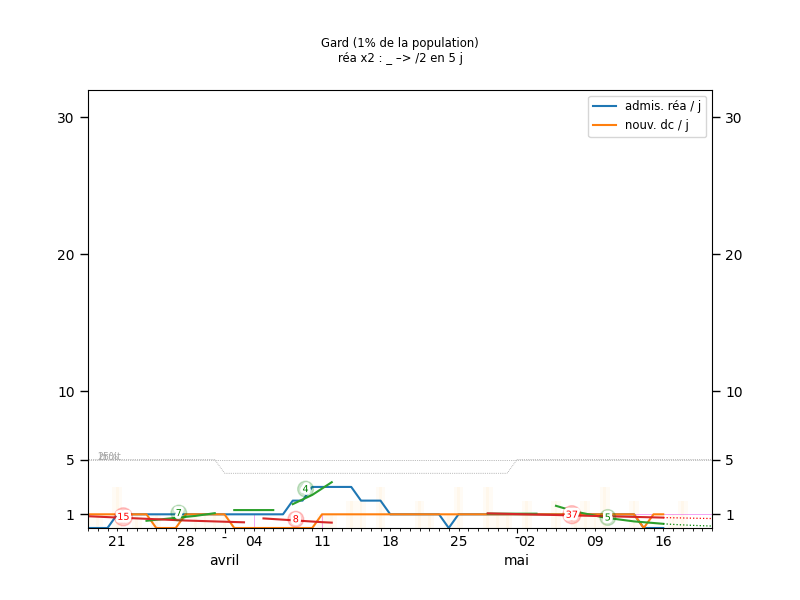 Gard (1% de la population)
réa x2 : _ –> /2 en 5 j
admis. réa / j
nouv. dc / j
30 30
20 20
10 10
5 5
1 1
15 7 4 8 37 5
21 28 - 04 11 18 25 -02 09 16
avril mai